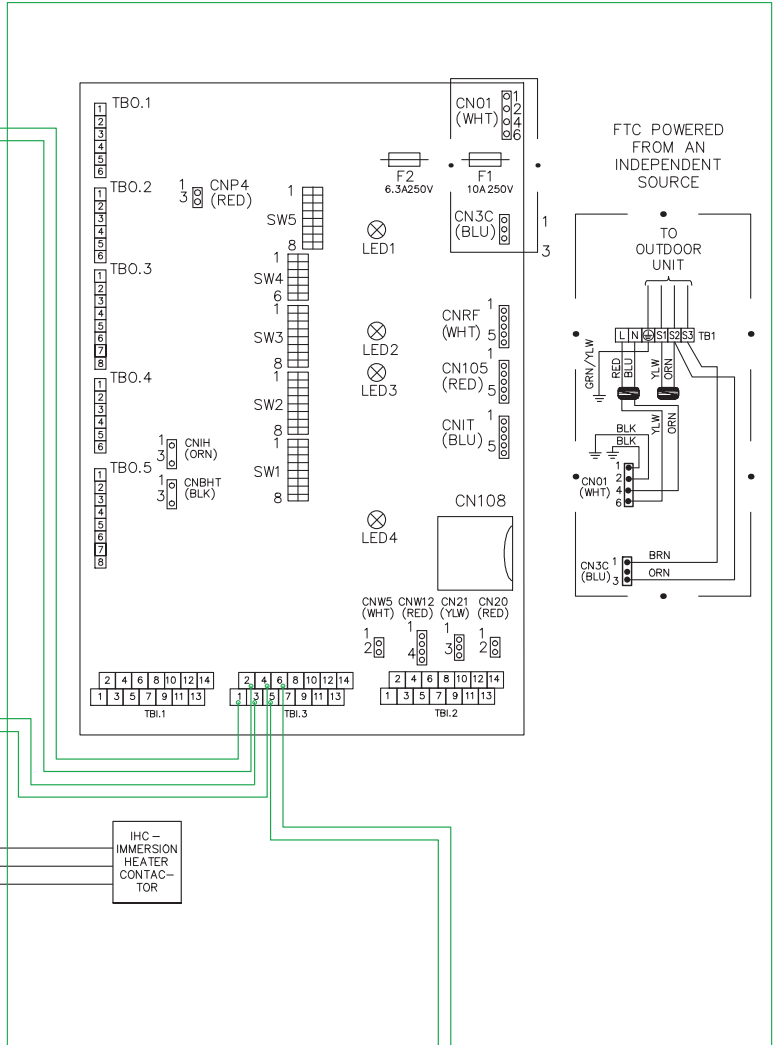 TBO.1
1
2
3
4
5
6
TBO.2
1
2
3
4
5
6
TBO.3
1
2
3
4
5
6
7
8
TBO.4
1
2
3
4
5
6
TBO.5
1
2
3
4
5
6
7
8
1
3
CNP4
(RED)
1
3
CNIH
(ORN)
1
3
CNBHT
(BLK)
1
SW5
8
1
SW4
6
1
SW3
8
1
SW2
8
1
SW1
8
F2
6.3A250V
F1
10A250V
LED1
LED2
LED3
LED4
CN01
(WHT)
1
2
4
6
CN3C
(BLU)
1
3
CNRF
(WHT)
1
5
CN105
(RED)
1
5
CNIT
(BLU)
1
5
CN108
CNW5
(WHT)
1
2
CNW12
(RED)
1
4
CN21
(YLW)
1
3
CN20
(RED)
1
2
2 4 6 8 10 12 14
1 3 5 7 9 11 13
TBI.1
2 4 6 8 10 12 14
1 3 5 7 9 11 13
TBI.3
2 4 6 8 10 12 14
1 3 5 7 9 11 13
TBI.2
IHC –
IMMERSION
HEATER
CONTAC–
TOR
FTC POWERED
FROM AN
INDEPENDENT
SOURCE
TO
OUTDOOR
UNIT
L N S1 S2 S3 TB1
GRN/YLW
RED
BLU
YLW
ORN
BLK
BLK
YLW
ORN
CN01
(WHT)
1
2
4
6
CN3C
(BLU)
1
3
BRN
ORN